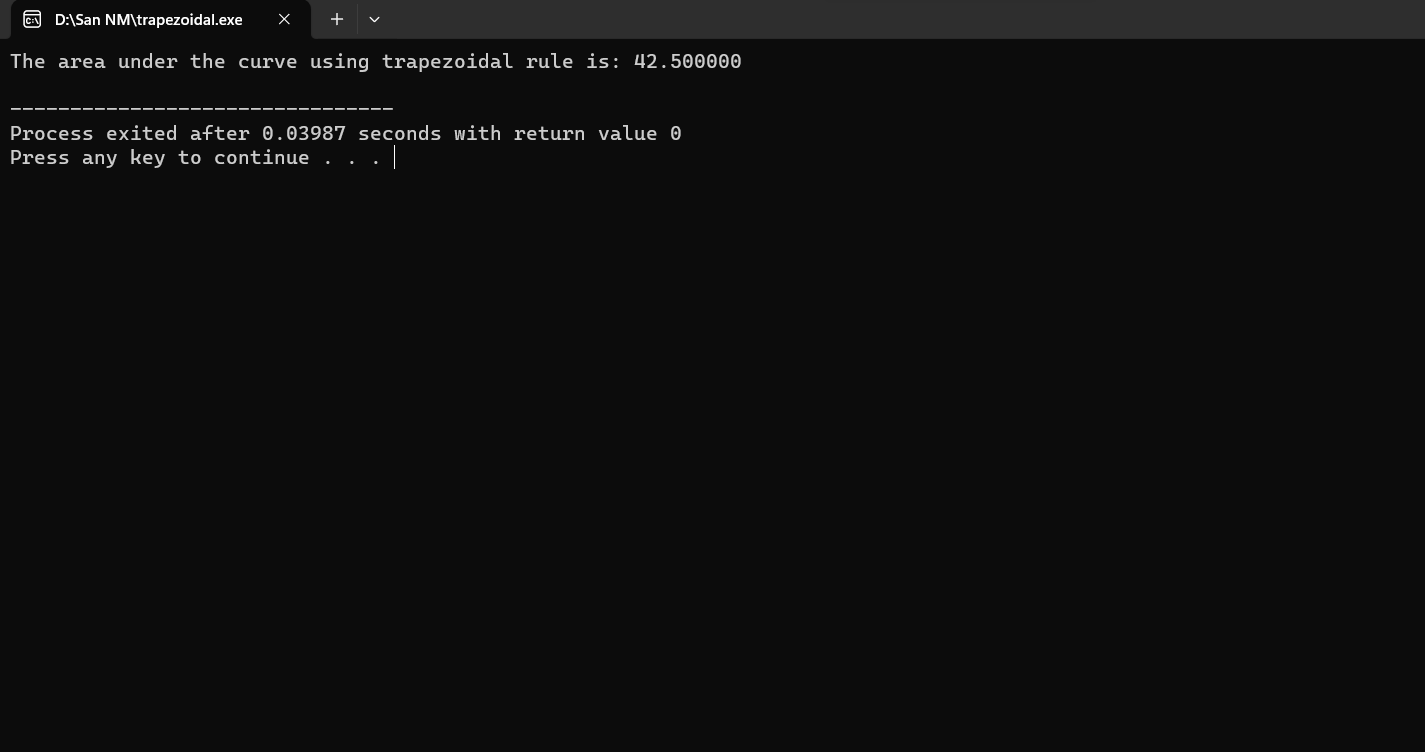 D:\San NM\trapezoidal.exe
The area under the curve using trapezoidal rule is: 42.500000
--------------------------------
Process exited after 0.03987 seconds with return value 0
Press any key to continue . . .